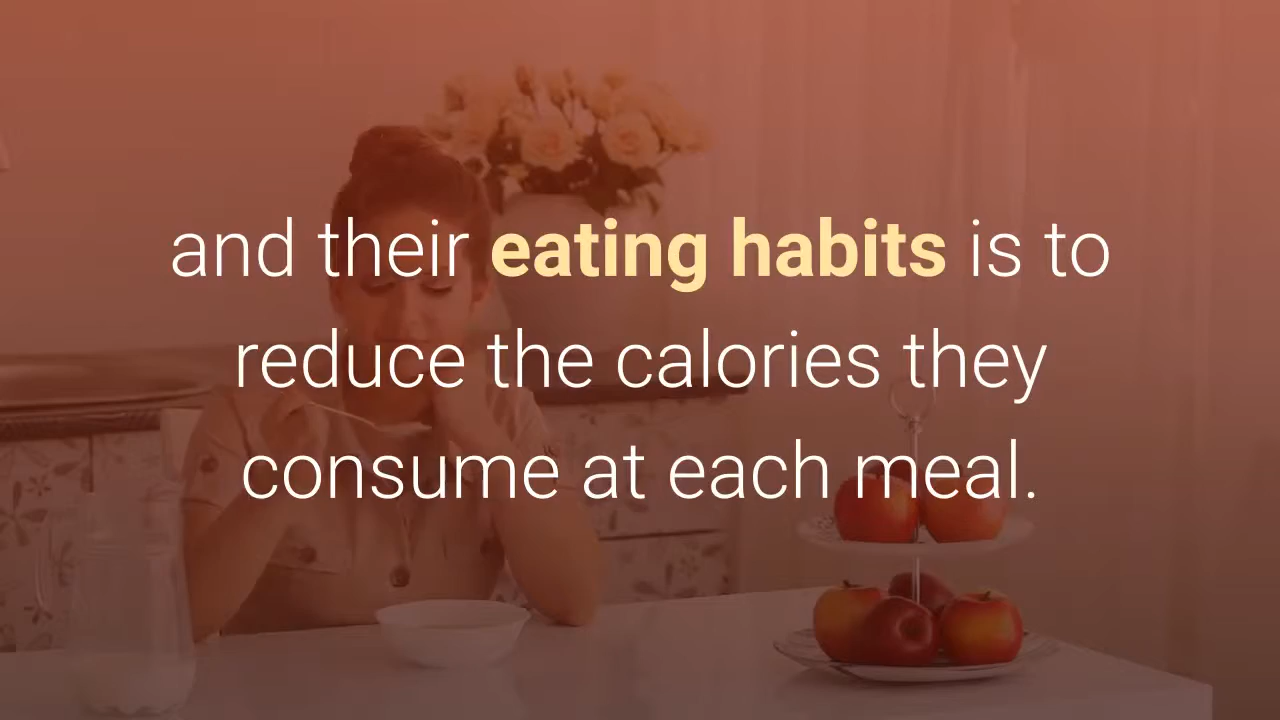 and their eating habits is to
reduce the calories they
consume at each meal.